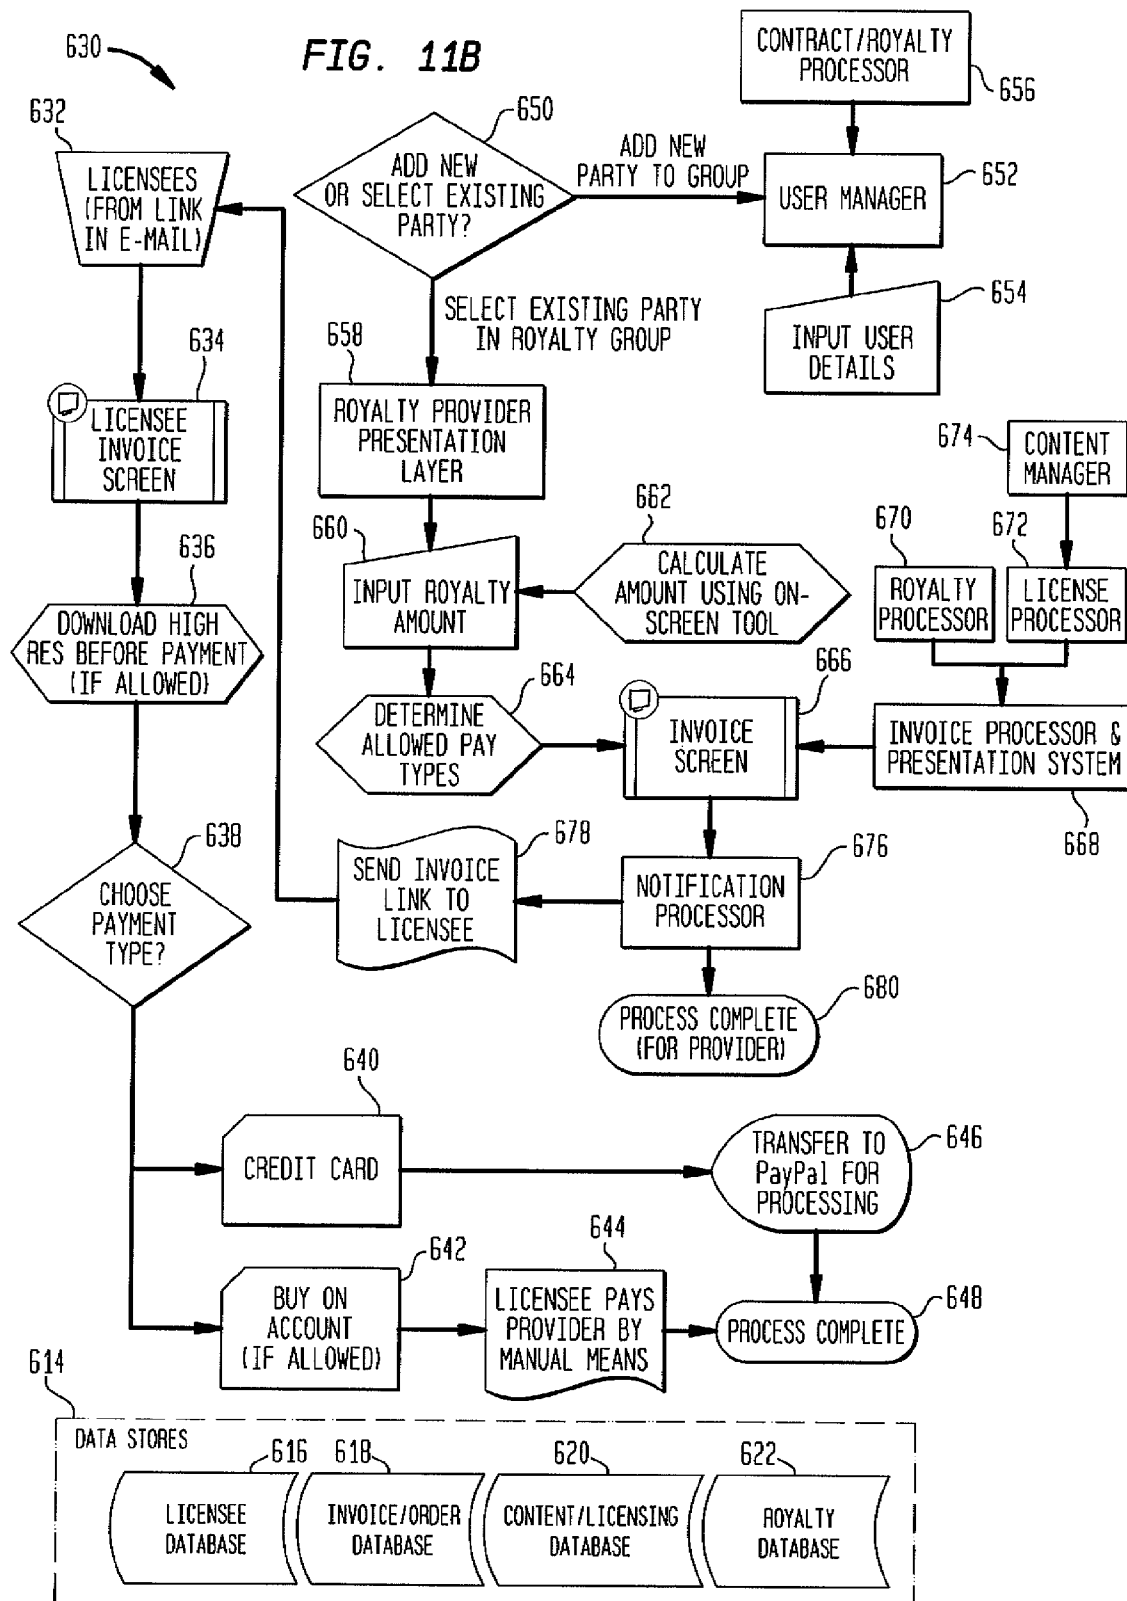 630
FIG. 11B
CONTRACT/ROYALTY
PROCESSOR
656
632
LICENSEES
(FROM LINK
IN E-MAIL)
650
ADD NEW
OR SELECT EXISTING
PARTY?
ADD NEW
PARTY TO GROUP
USER MANAGER
652
654
INPUT USER
DETAILS
SELECT EXISTING PARTY
IN ROYALTY GROUP
634
LICENSEE
INVOICE
SCREEN
658
ROYALTY PROVIDER
PRESENTATION
LAYER
674
CONTENT
MANAGER
660
INPUT ROYALTY
AMOUNT
662
CALCULATE
AMOUNT USING ON-
SCREEN TOOL
670
ROYALTY
PROCESSOR
672
LICENSE
PROCESSOR
636
DOWNLOAD HIGH
RES BEFORE PAYMENT
(IF ALLOWED)
664
DETERMINE
ALLOWED PAY
TYPES
666
INVOICE
SCREEN
INVOICE PROCESSOR &
PRESENTATION SYSTEM
668
638
CHOOSE
PAYMENT
TYPE?
678
SEND INVOICE
LINK TO
LICENSEE
676
NOTIFICATION
PROCESSOR
680
PROCESS COMPLETE
(FOR PROVIDER)
640
CREDIT CARD
646
TRANSFER TO
PayPal FOR
PROCESSING
642
BUY ON
ACCOUNT
(IF ALLOWED)
644
LICENSEE PAYS
PROVIDER BY
MANUAL MEANS
648
PROCESS COMPLETE
614
DATA STORES
616
LICENSEE
DATABASE
618
INVOICE/ORDER
DATABASE
620
CONTENT/LICENSING
DATABASE
622
ROYALTY
DATABASE